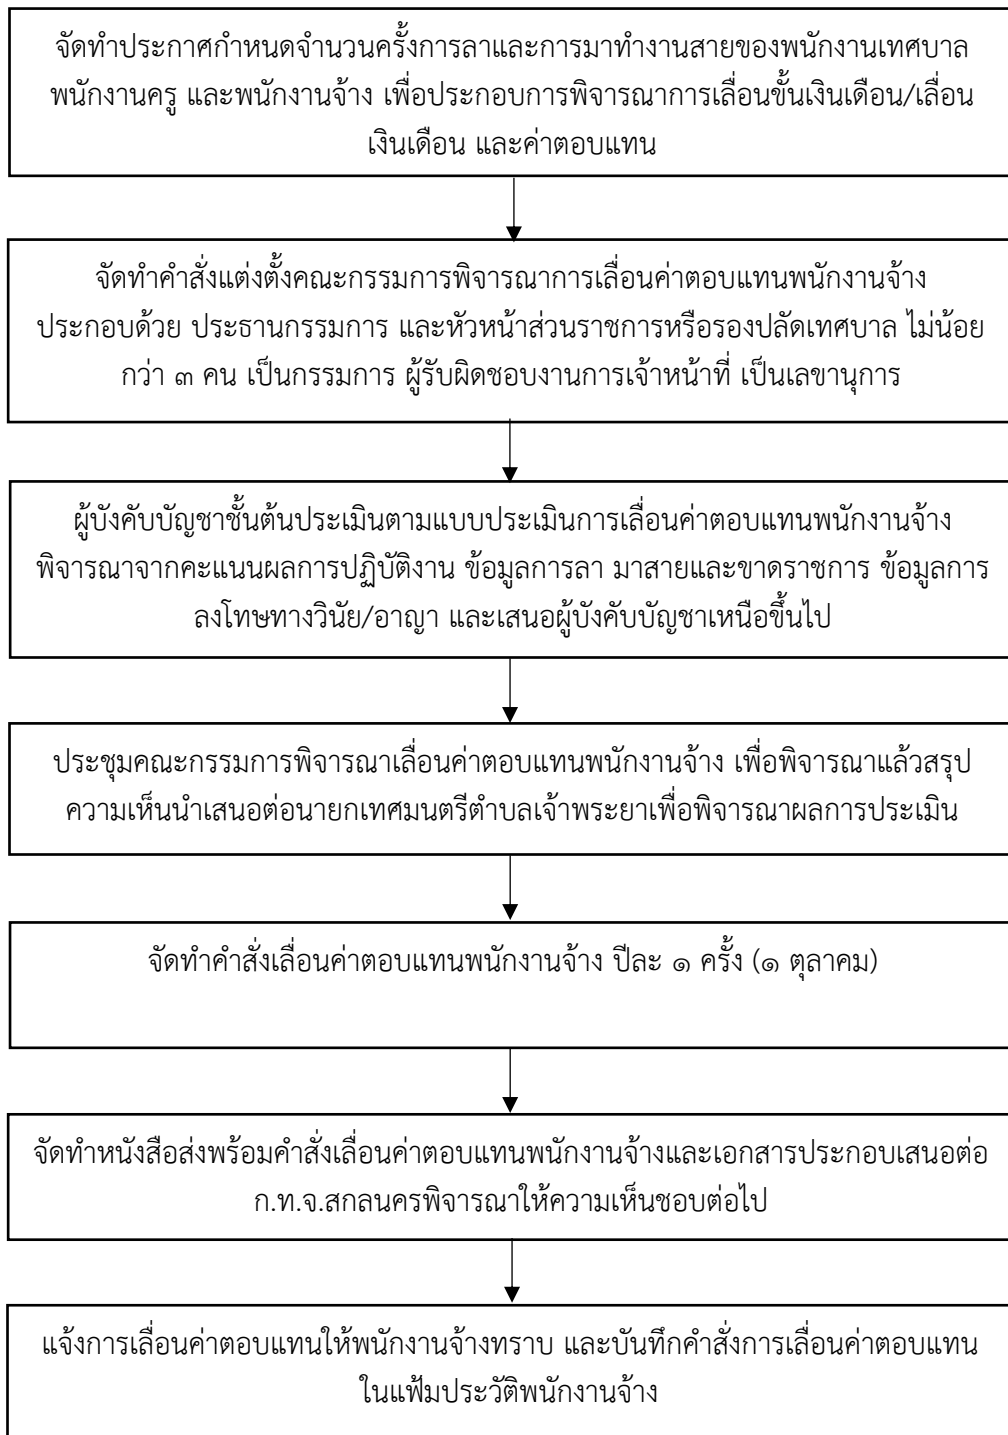 จัดทำประกาศกำหนดจำนวนครั้งการลาและการมาทำงานสายของพนักงานเทศบาล
พนักงานครู และพนักงานจ้าง เพื่อประกอบการพิจารณาการเลื่อนขั้นเงินเดือน/เลื่อน
เงินเดือน และค่าตอบแทน
จัดทำคำสั่งแต่งตั้งคณะกรรมการพิจารณาการเลื่อนค่าตอบแทนพนักงานจ้าง
ประกอบด้วย ประธานกรรมการ และหัวหน้าส่วนราชการหรือรองปลัดเทศบาล ไม่น้อย
กว่า ๓ คน เป็นกรรมการ ผู้รับผิดชอบงานการเจ้าหน้าที่ เป็นเลขานุการ
ผู้บังคับบัญชาชั้นต้นประเมินตามแบบประเมินการเลื่อนค่าตอบแทนพนักงานจ้าง
พิจารณาจากคะแนนผลการปฏิบัติงาน ข้อมูลการลา มาสายและขาดราชการ ข้อมูลการ
ลงโทษทางวินัย/อาญา และเสนอผู้บังคับบัญชาเหนือขึ้นไป
ประชุมคณะกรรมการพิจารณาเลื่อนค่าตอบแทนพนักงานจ้าง เพื่อพิจารณาแล้วสรุป
ความเห็นนำเสนอต่อนายกเทศมนตรีตำบลเจ้าพระยาเพื่อพิจารณาผลการประเมิน
จัดทำคำสั่งเลื่อนค่าตอบแทนพนักงานจ้าง ปีละ ๑ ครั้ง (๑ ตุลาคม)
จัดทำหนังสือส่งพร้อมคำสั่งเลื่อนค่าตอบแทนพนักงานจ้างและเอกสารประกอบเสนอต่อ
ก.ท.จ.สกลนครพิจารณาให้ความเห็นชอบต่อไป
แจ้งการเลื่อนค่าตอบแทนให้พนักงานจ้างทราบ และบันทึกคำสั่งการเลื่อนค่าตอบแทน
ในแฟ้มประวัติพนักงานจ้าง